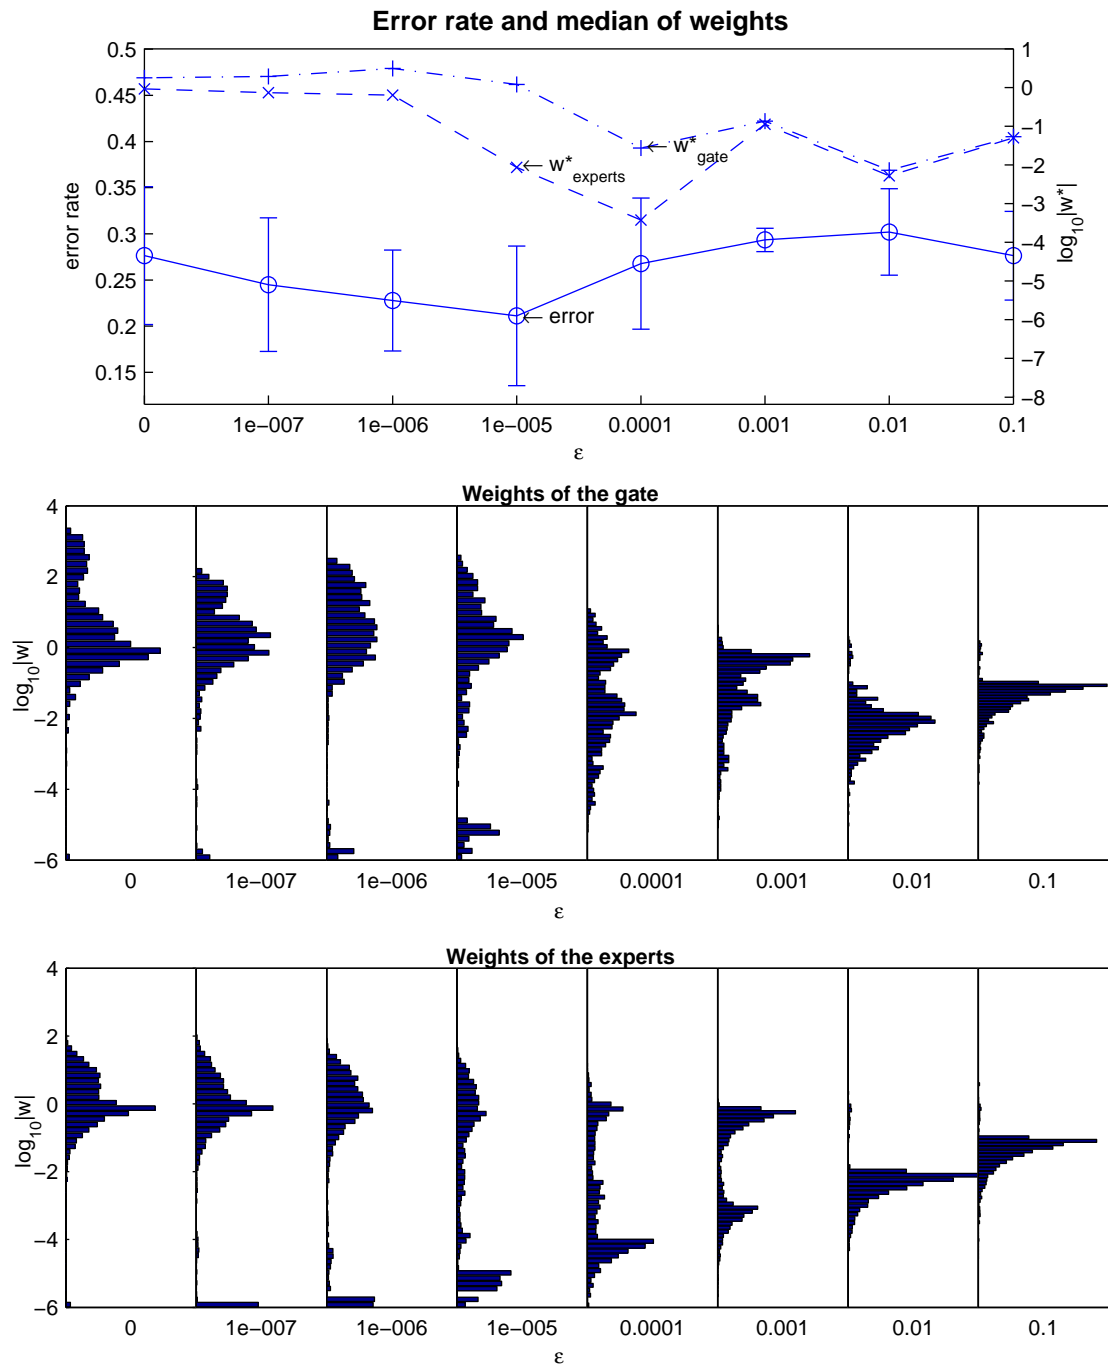 Error rate and median of weights
0.5
0.45
0.4
0.35
0.3
0.25
0.2
0.15
error rate
1
0
−1
−2
−3
−4
−5
−6
−7
−8
log10|w*|
w*gate
w*experts
error
0 1e−007 1e−006 1e−005 0.0001 0.001 0.01 0.1
ε
Weights of the gate
4
2
0
−2
−4
−6
log10|w|
0 1e−007 1e−006 1e−005 0.0001 0.001 0.01 0.1
ε
Weights of the experts
4
2
0
−2
−4
−6
log10|w|
0 1e−007 1e−006 1e−005 0.0001 0.001 0.01 0.1
ε